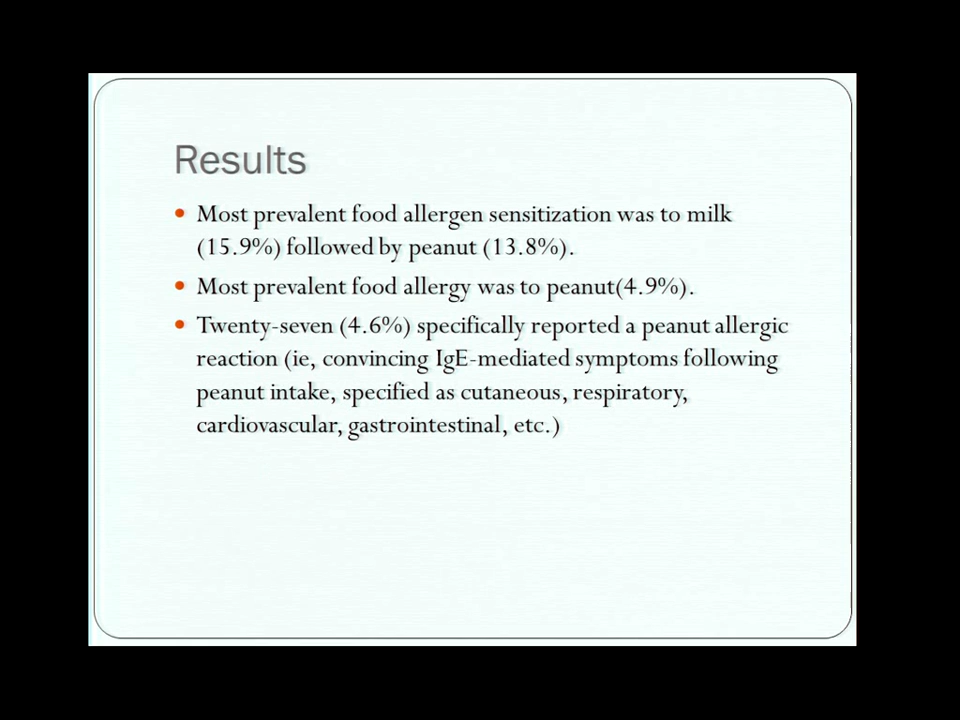 Results
Most prevalent food allergen sensitization was to milk
(15.9%) followed by peanut (13.8%).
Most prevalent food allergy was to peanut(4.9%).
Twenty-seven (4.6%) specifically reported a peanut allergic
reaction (ie, convincing IgE-mediated symptoms following
peanut intake, specified as cutaneous, respiratory,
cardiovascular, gastrointestinal, etc.)